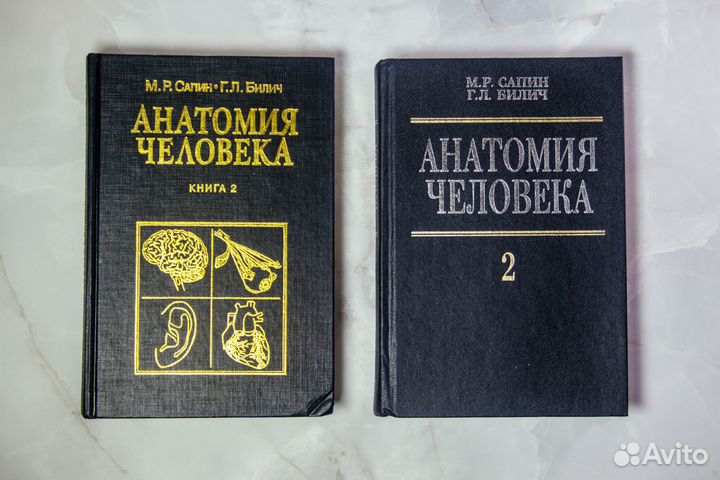 М.Р. САПИН • Г.Л. БИЛИЧ
АНАТОМИЯ
ЧЕЛОВЕКА
КНИГА 2
М.Р. САПИН
Г.Л. БИЛИЧ
АНАТОМИЯ
ЧЕЛОВЕКА
2
Avito